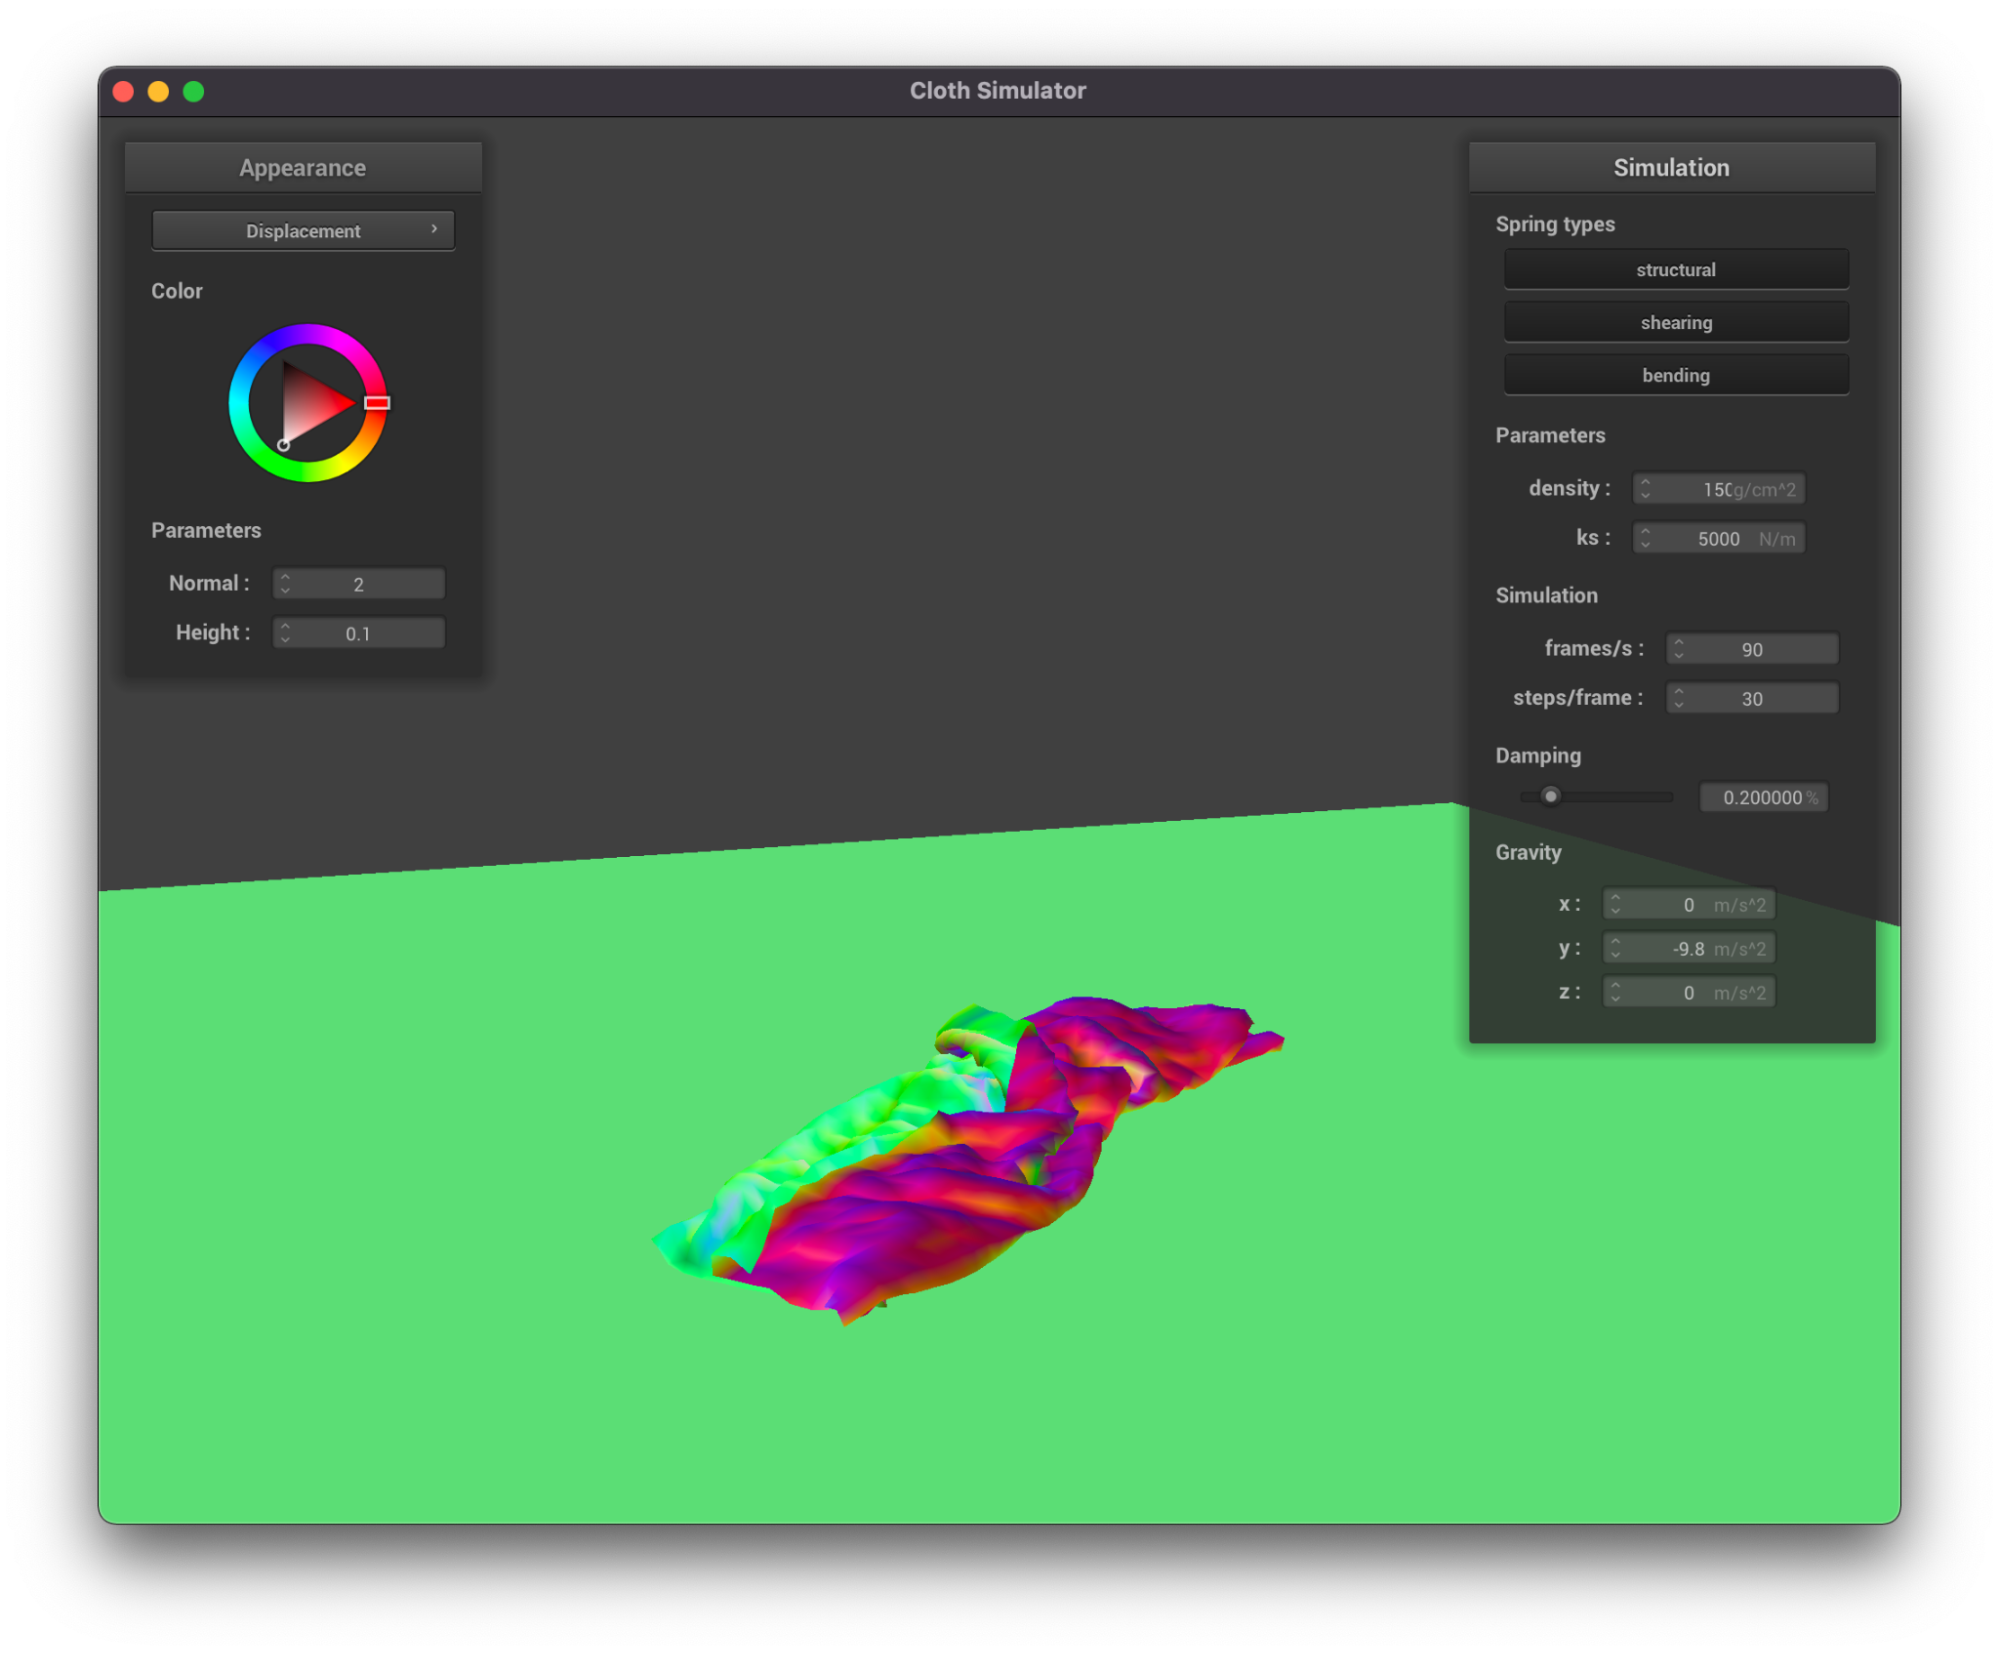 Cloth Simulator
Appearance
Displacement
Color
Parameters
Normal : 2
Height : 0.1
Simulation
Spring types
structural
shearing
bending
Parameters
density : 150 g/cm^2
ks : 5000 N/m
Simulation
frames/s : 90
steps/frame : 30
Damping
0.200000 %
Gravity
x : 0 m/s^2
y : -9.8 m/s^2
z : 0 m/s^2